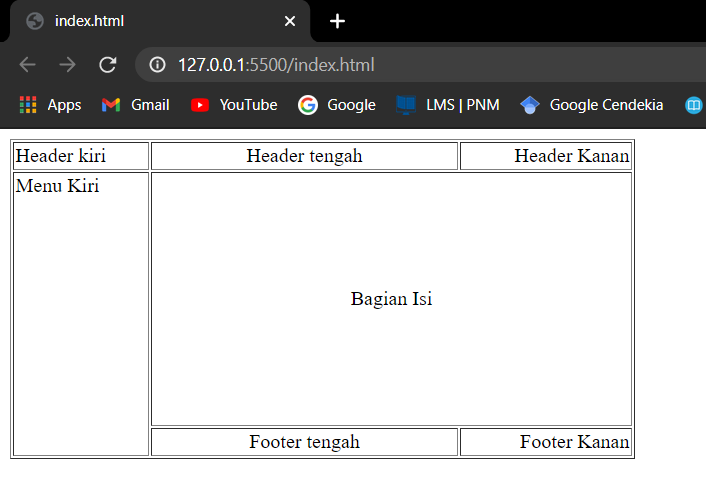 index.html
127.0.0.1:5500/index.html
Apps Gmail YouTube Google LMS | PNM Google Cendekia
Header kiri Header tengah Header Kanan
Menu Kiri
Bagian Isi
Footer tengah Footer Kanan